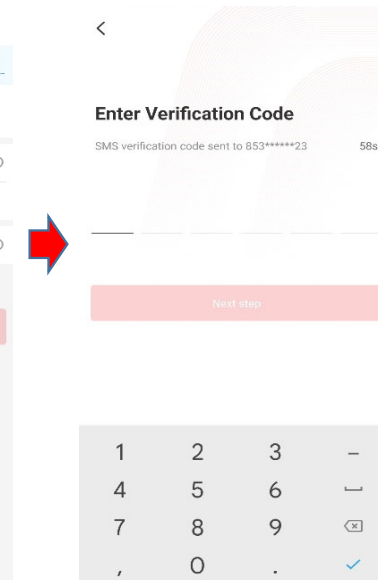 Enter Verification Code
SMS verification code sent to 853******23 58s
Next step
1 2 3 -
4 5 6
7 8 9
, 0 .